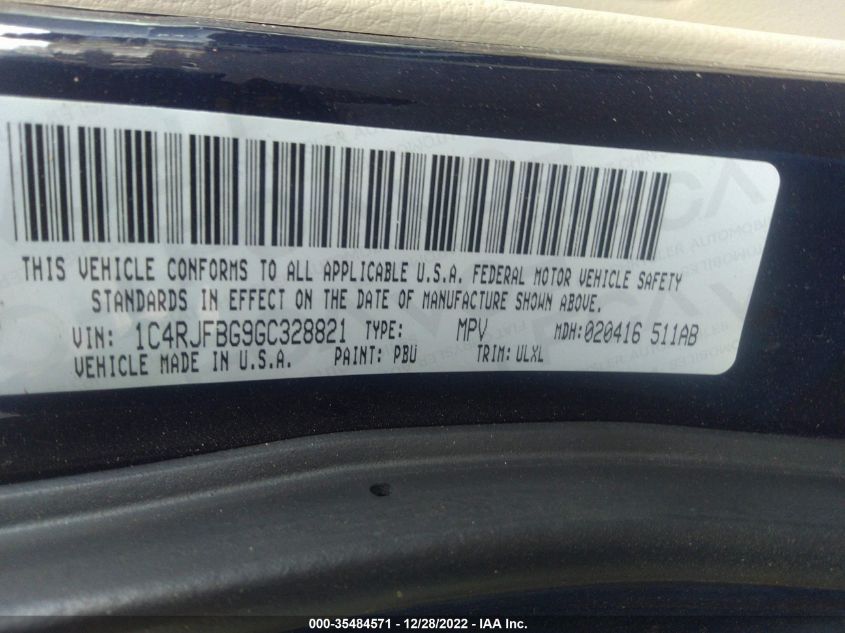 THIS VEHICLE CONFORMS TO ALL APPLICABLE U.S.A. FEDERAL MOTOR VEHICLE SAFETY
STANDARDS IN EFFECT ON THE DATE OF MANUFACTURE SHOWN ABOVE.
VIN: 1C4RJFBG9GC328821 TYPE: MPV MDH:020416 511AB
VEHICLE MADE IN U.S.A. PAINT: PBU TRIM: ULXL
000-35484571 - 12/28/2022 - IAA Inc.